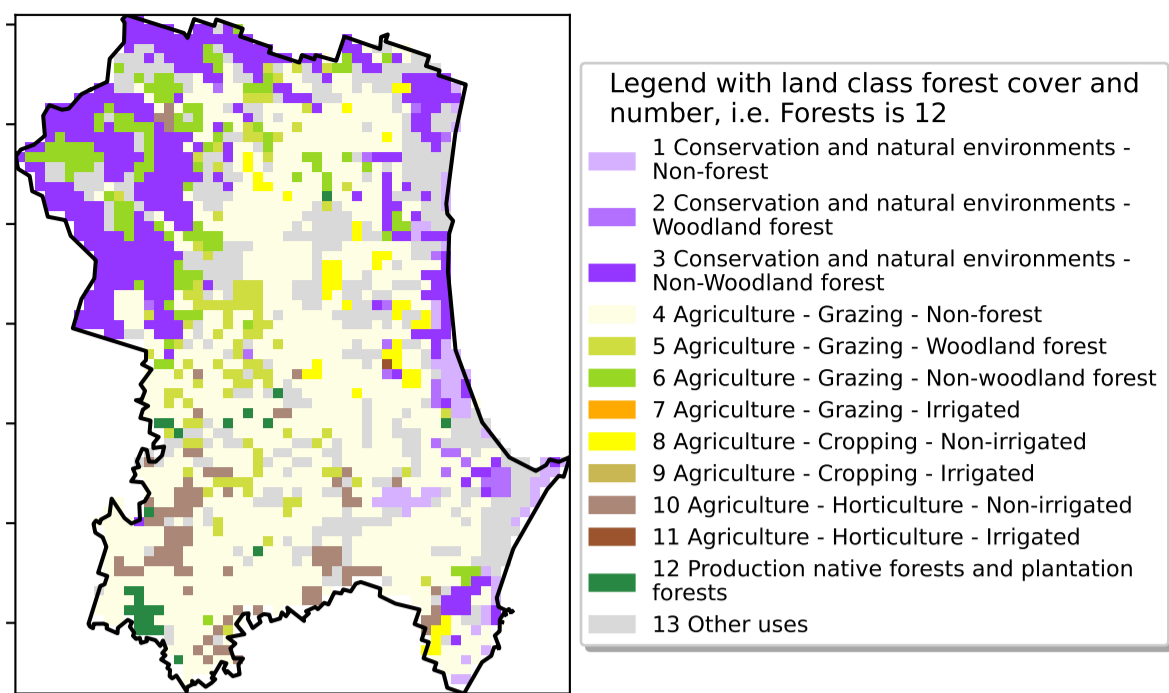 Legend with land class forest cover and
number, i.e. Forests is 12
1 Conservation and natural environments -
Non-forest
2 Conservation and natural environments -
Woodland forest
3 Conservation and natural environments -
Non-Woodland forest
4 Agriculture - Grazing - Non-forest
5 Agriculture - Grazing - Woodland forest
6 Agriculture - Grazing - Non-woodland forest
7 Agriculture - Grazing - Irrigated
8 Agriculture - Cropping - Non-irrigated
9 Agriculture - Cropping - Irrigated
10 Agriculture - Horticulture - Non-irrigated
11 Agriculture - Horticulture - Irrigated
12 Production native forests and plantation
forests
13 Other uses